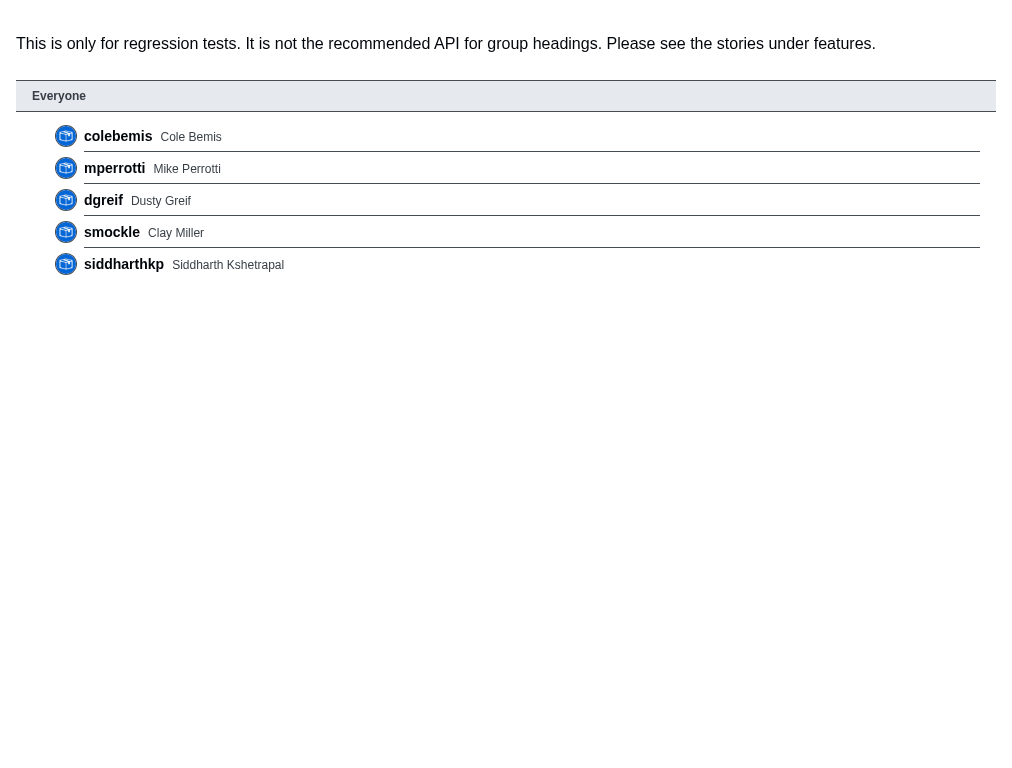 This is only for regression tests. It is not the recommended API for group headings. Please see the stories under features.
Everyone
colebemis Cole Bemis
mperrotti Mike Perrotti
dgreif Dusty Greif
smockle Clay Miller
siddharthkp Siddharth Kshetrapal